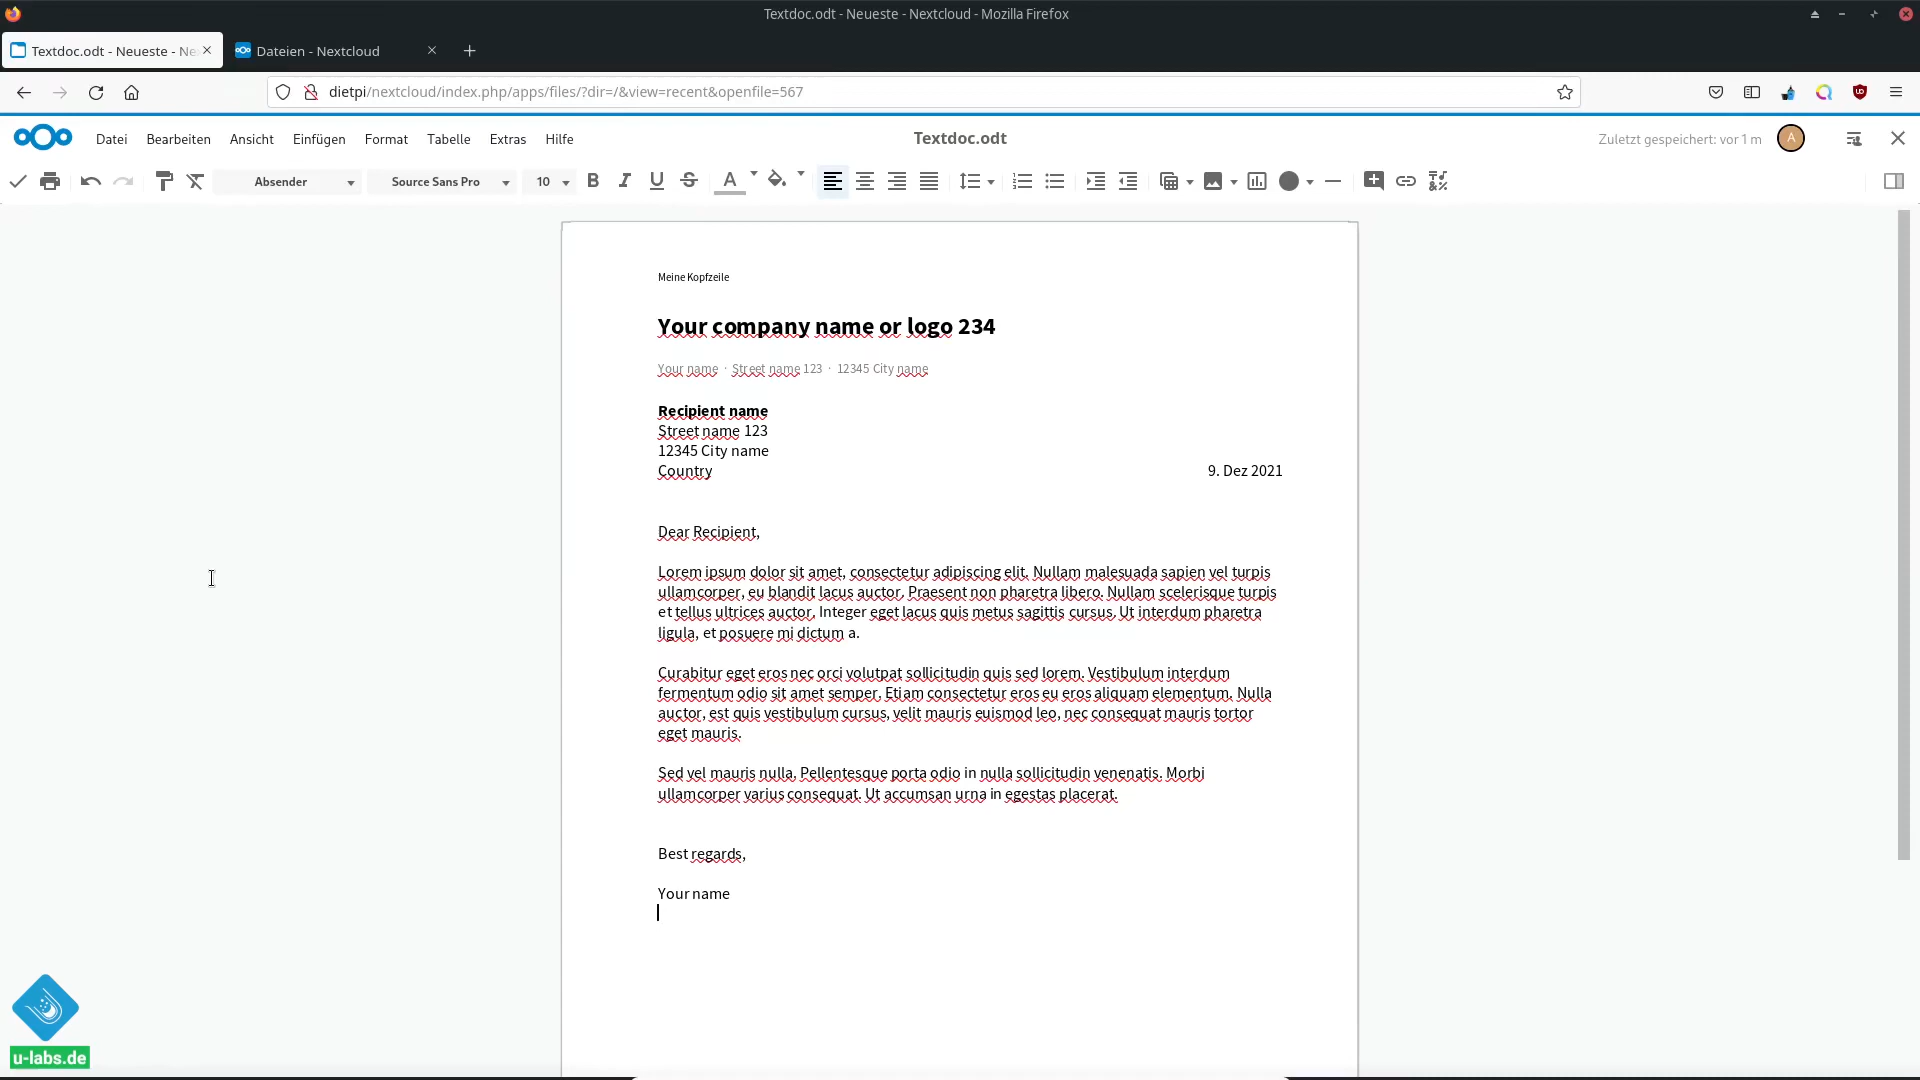 Textdoc.odt - Neueste - Nextcloud - Mozilla Firefox
Textdoc.odt - Neueste - Ne
Dateien - Nextcloud
dietpi/nextcloud/index.php/apps/files/?dir=/&view=recent&openfile=567
Datei Bearbeiten Ansicht Einfügen Format Tabelle Extras Hilfe
Textdoc.odt
Zuletzt gespeichert: vor 1 m
A
Absender Source Sans Pro 10 B I U S A
Meine Kopfzeile
Your company name or logo 234
Your name · Street name 123 · 12345 City name
Recipient name
Street name 123
12345 City name
Country 9. Dez 2021
Dear Recipient,
Lorem ipsum dolor sit amet, consectetur adipiscing elit. Nullam malesuada sapien vel turpis
ullamcorper, eu blandit lacus auctor. Praesent non pharetra libero. Nullam scelerisque turpis
et tellus ultrices auctor. Integer eget lacus quis metus sagittis cursus. Ut interdum pharetra
ligula, et posuere mi dictum a.
Curabitur eget eros nec orci volutpat sollicitudin quis sed lorem. Vestibulum interdum
fermentum odio sit amet semper. Etiam consectetur eros eu eros aliquam elementum. Nulla
auctor, est quis vestibulum cursus, velit mauris euismod leo, nec consequat mauris tortor
eget mauris.
Sed vel mauris nulla. Pellentesque porta odio in nulla sollicitudin venenatis. Morbi
ullamcorper varius consequat. Ut accumsan urna in egestas placerat.
Best regards,
Your name
u-labs.de